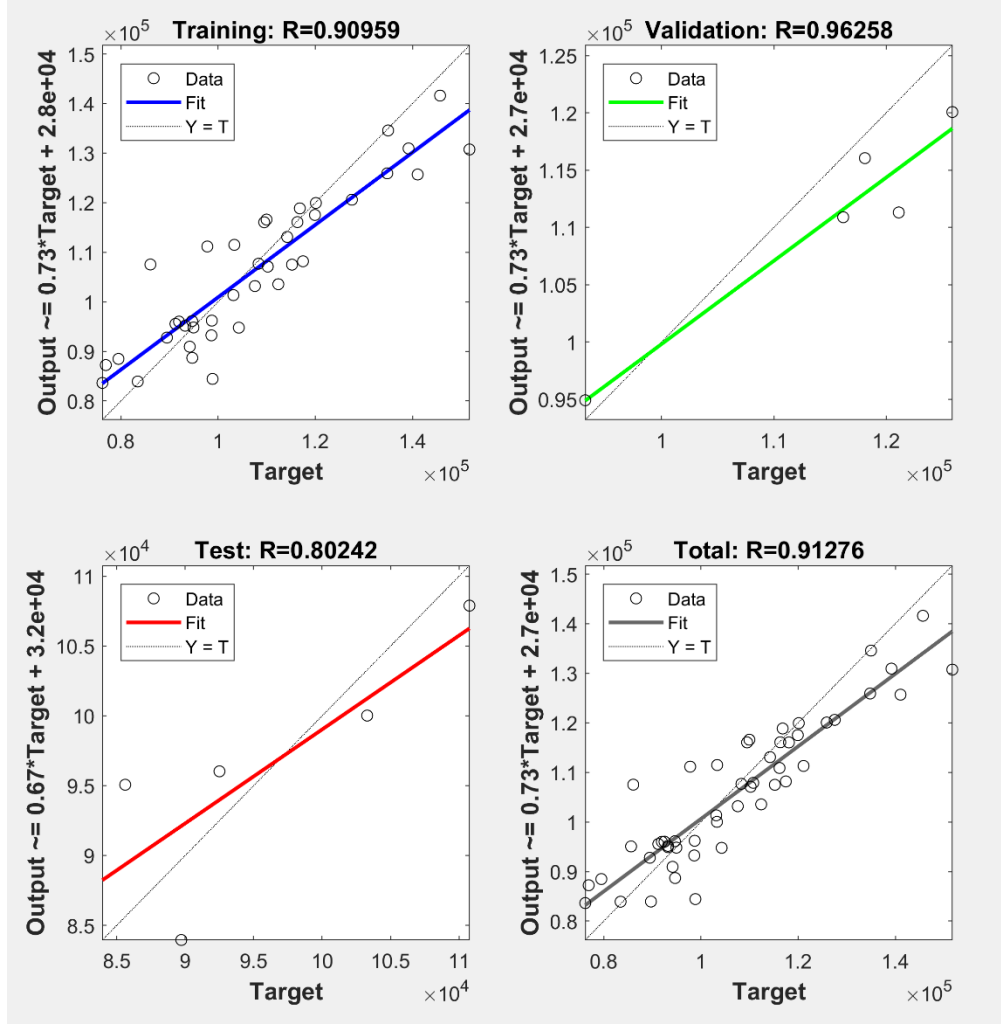 Training: R=0.90959
×10^5
Output ~= 0.73*Target + 2.8e+04
1.5
1.4
1.3
1.2
1.1
1
0.9
0.8
Data
Fit
Y = T
0.8
1
1.2
1.4
Target
×10^5
Validation: R=0.96258
×10^5
Output ~= 0.73*Target + 2.7e+04
1.25
1.2
1.15
1.1
1.05
1
0.95
Data
Fit
Y = T
1
1.1
1.2
Target
×10^5
Test: R=0.80242
×10^4
Output ~= 0.67*Target + 3.2e+04
11
10.5
10
9.5
9
8.5
Data
Fit
Y = T
8.5
9
9.5
10
10.5
11
Target
×10^4
Total: R=0.91276
×10^5
Output ~= 0.73*Target + 2.7e+04
1.5
1.4
1.3
1.2
1.1
1
0.9
0.8
Data
Fit
Y = T
0.8
1
1.2
1.4
Target
×10^5